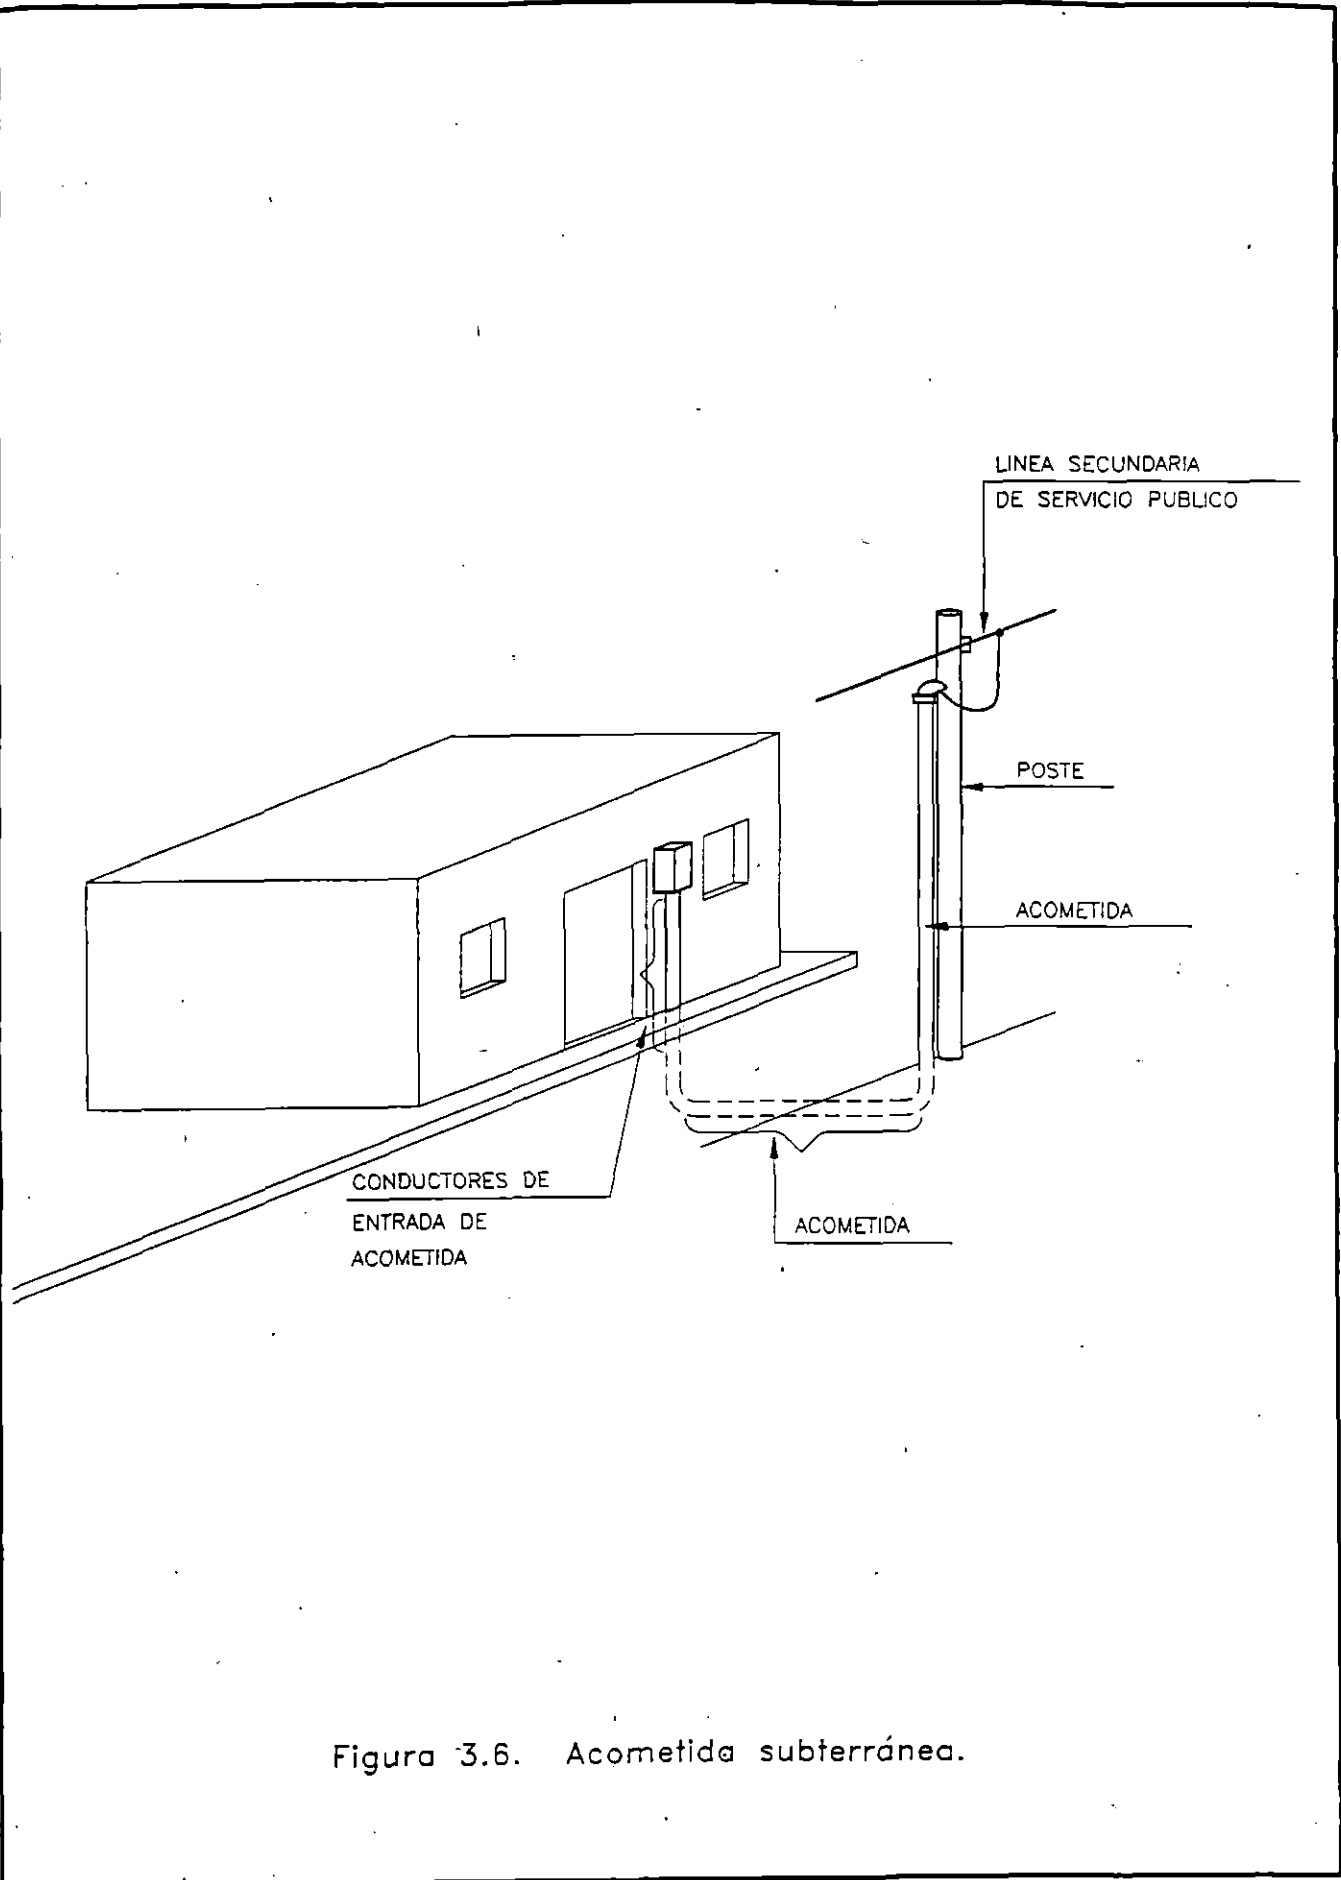 LINEA SECUNDARIA
DE SERVICIO PUBLICO
POSTE
ACOMETIDA
CONDUCTORES DE
ENTRADA DE
ACOMETIDA
ACOMETIDA
Figura 3.6. Acometida subterránea.